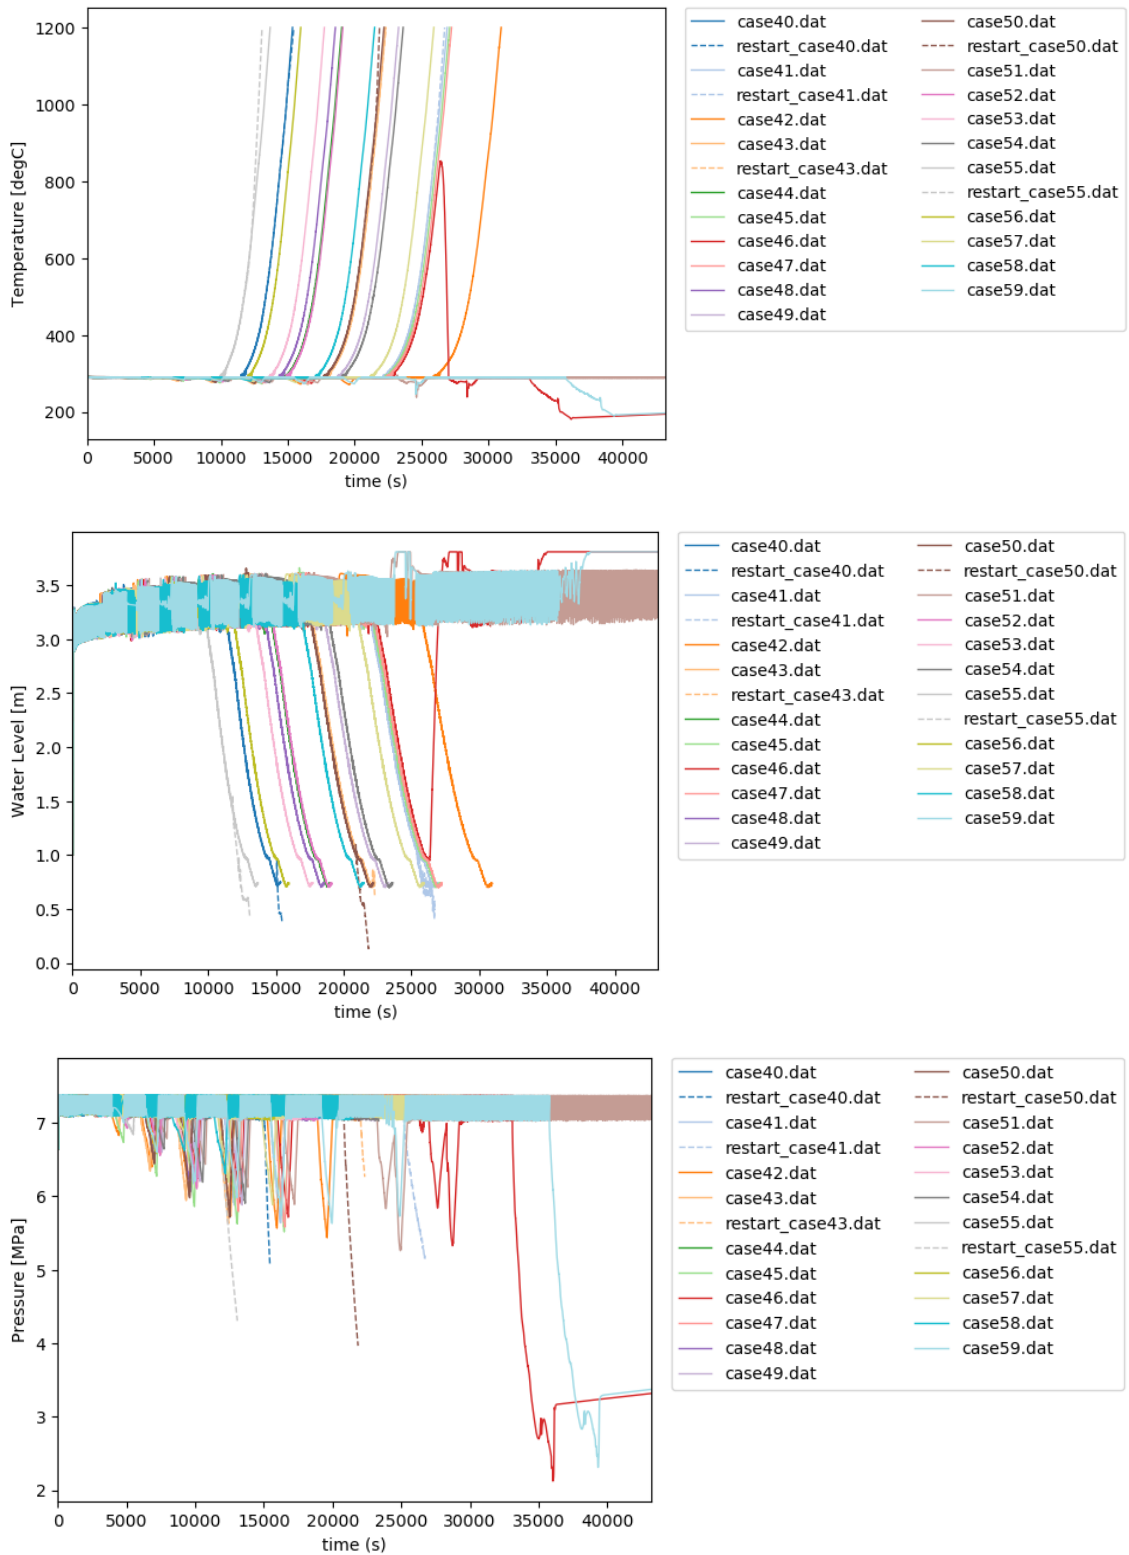 Temperature [degC]
1200
1000
800
600
400
200
0 5000 10000 15000 20000 25000 30000 35000 40000
time (s)
case40.dat
restart_case40.dat
case41.dat
restart_case41.dat
case42.dat
case43.dat
restart_case43.dat
case44.dat
case45.dat
case46.dat
case47.dat
case48.dat
case49.dat
case50.dat
restart_case50.dat
case51.dat
case52.dat
case53.dat
case54.dat
case55.dat
restart_case55.dat
case56.dat
case57.dat
case58.dat
case59.dat
Water Level [m]
3.5
3.0
2.5
2.0
1.5
1.0
0.5
0.0
0 5000 10000 15000 20000 25000 30000 35000 40000
time (s)
case40.dat
restart_case40.dat
case41.dat
restart_case41.dat
case42.dat
case43.dat
restart_case43.dat
case44.dat
case45.dat
case46.dat
case47.dat
case48.dat
case49.dat
case50.dat
restart_case50.dat
case51.dat
case52.dat
case53.dat
case54.dat
case55.dat
restart_case55.dat
case56.dat
case57.dat
case58.dat
case59.dat
Pressure [MPa]
7
6
5
4
3
2
0 5000 10000 15000 20000 25000 30000 35000 40000
time (s)
case40.dat
restart_case40.dat
case41.dat
restart_case41.dat
case42.dat
case43.dat
restart_case43.dat
case44.dat
case45.dat
case46.dat
case47.dat
case48.dat
case49.dat
case50.dat
restart_case50.dat
case51.dat
case52.dat
case53.dat
case54.dat
case55.dat
restart_case55.dat
case56.dat
case57.dat
case58.dat
case59.dat